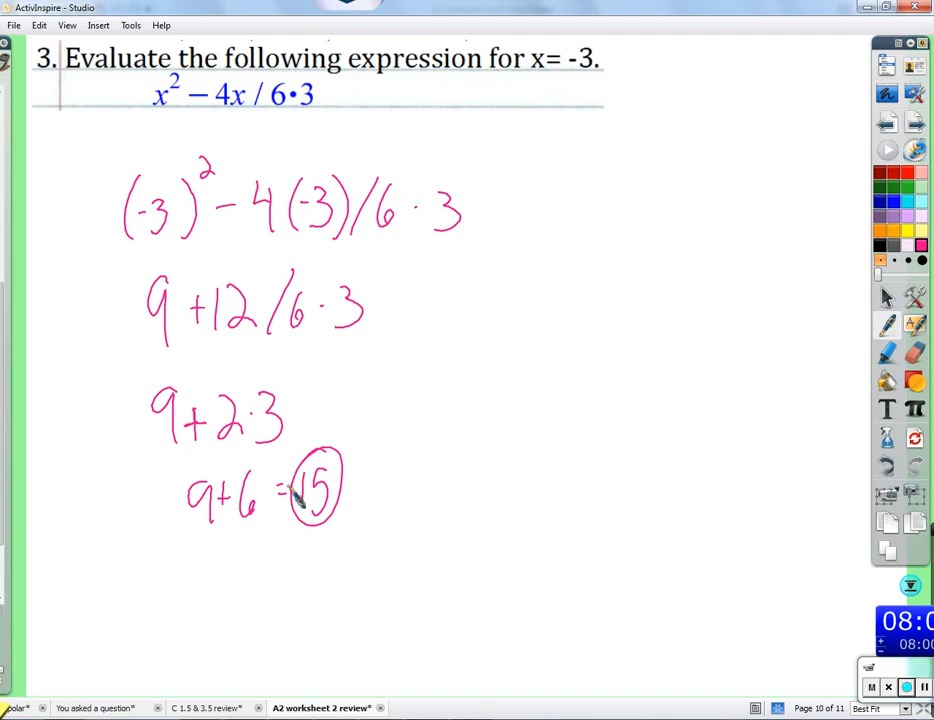 ActivInspire - Studio
File Edit View Insert Tools Help
3. Evaluate the following expression for x= -3.
x² – 4x / 6•3
(-3)² - 4(-3)/6 · 3
9 +12/6 · 3
9+2·3
9+6 = 15
T π
08:0
08:00
M
polar* You asked a question* C 1.5 & 3.5 review* A2 worksheet 2 review* Page 10 of 11 Best Fit